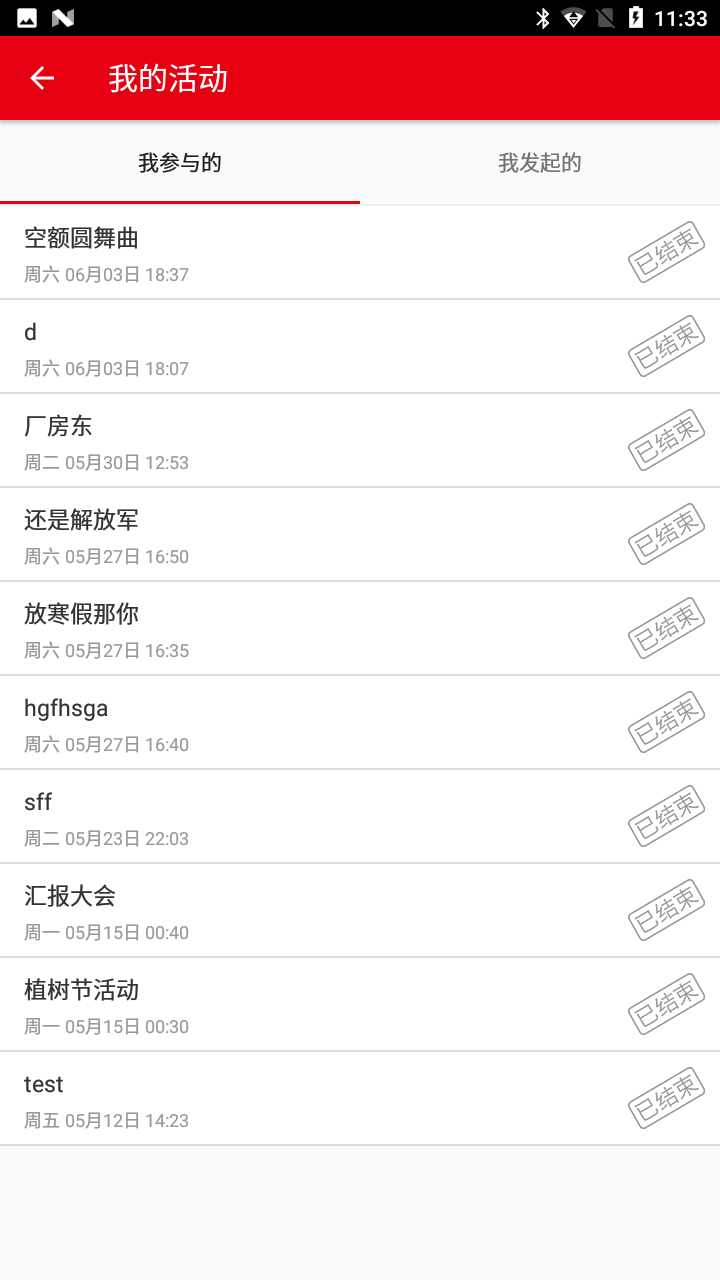 11:33
我的活动
我参与的
我发起的
空额圆舞曲
周六 06月03日 18:37
已结束
d
周六 06月03日 18:07
已结束
厂房东
周二 05月30日 12:53
已结束
还是解放军
周六 05月27日 16:50
已结束
放寒假那你
周六 05月27日 16:35
已结束
hgfhsga
周六 05月27日 16:40
已结束
sff
周二 05月23日 22:03
已结束
汇报大会
周一 05月15日 00:40
已结束
植树节活动
周一 05月15日 00:30
已结束
test
周五 05月12日 14:23
已结束